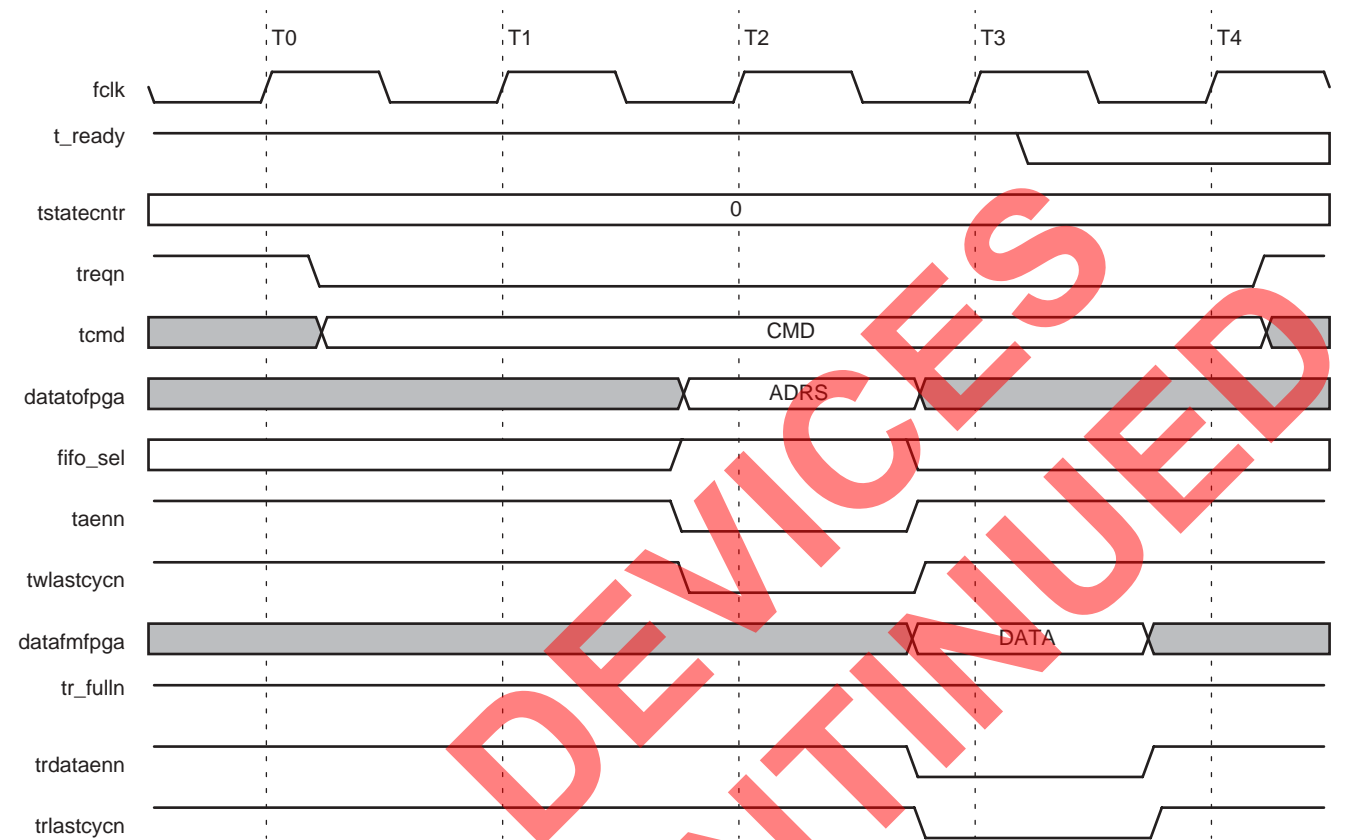 T0 T1 T2 T3 T4
fclk
t_ready
tstatecntr 0
treqn
tcmd CMD
datatofpga ADRS
fifo_sel
taenn
twlastcycn
datafmfpga DATA
tr_fulln
trdataenn
trlastcycn
DEVICES
NTINUED